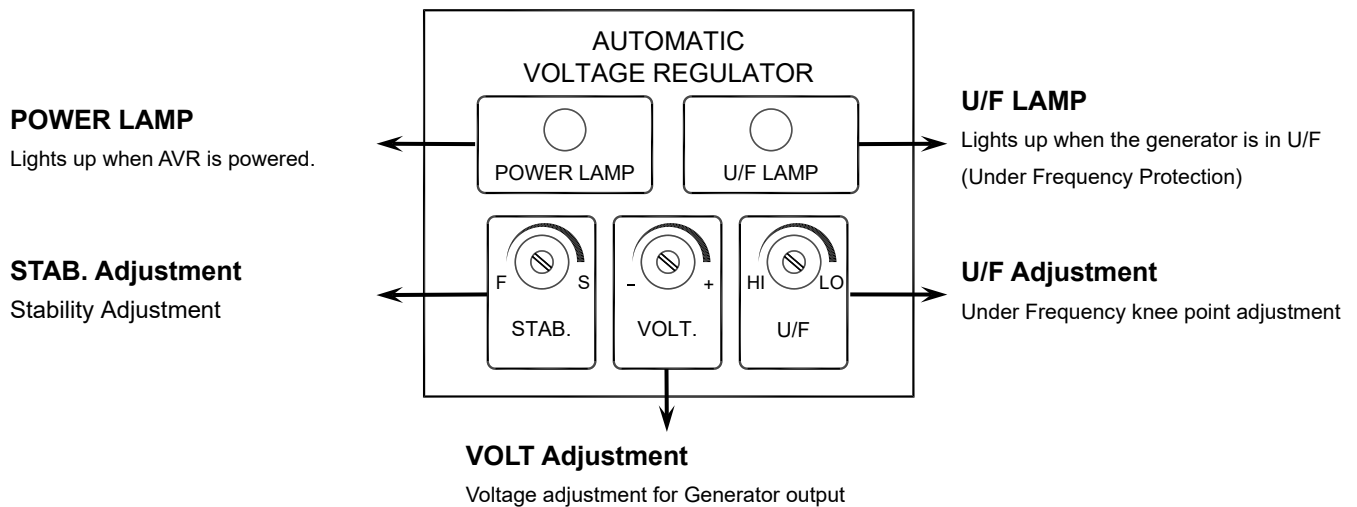 AUTOMATIC
VOLTAGE REGULATOR
POWER LAMP
Lights up when AVR is powered.
POWER LAMP
U/F LAMP
U/F LAMP
Lights up when the generator is in U/F
(Under Frequency Protection)
STAB. Adjustment
Stability Adjustment
F S
STAB.
– +
VOLT.
HI LO
U/F
U/F Adjustment
Under Frequency knee point adjustment
VOLT Adjustment
Voltage adjustment for Generator output